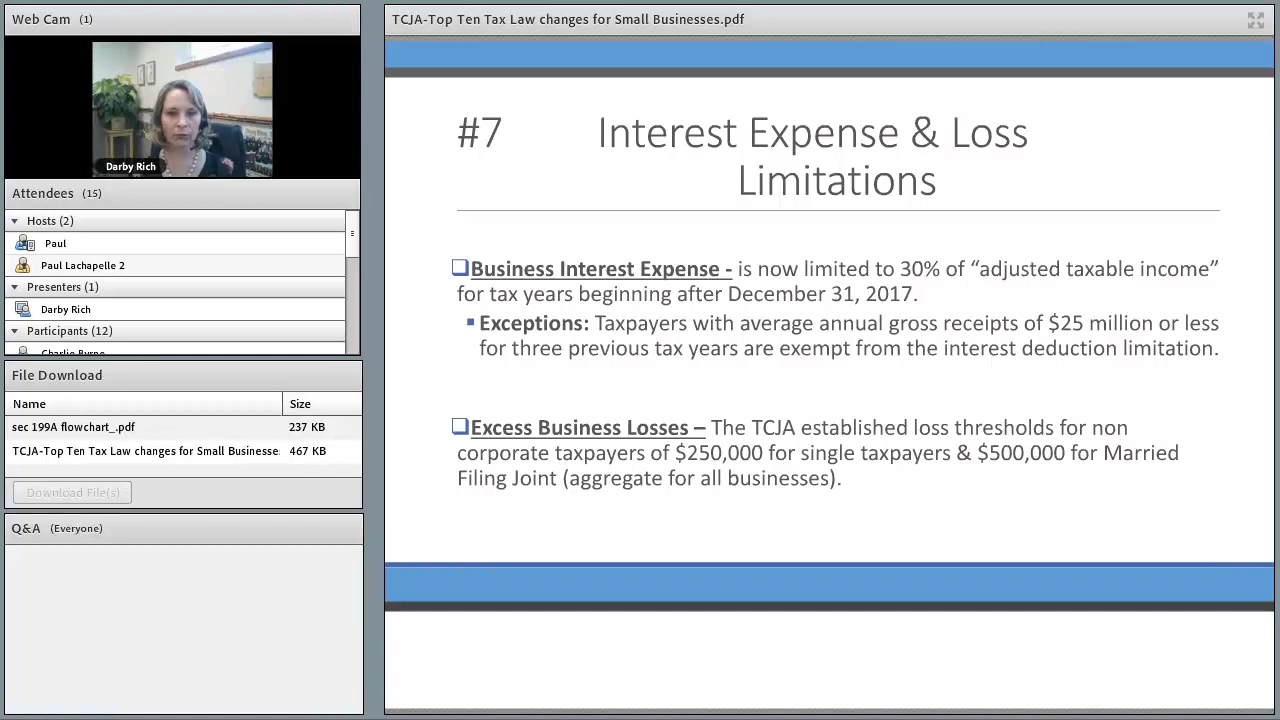 Web Cam (1)
Darby Rich
Attendees (15)
Hosts (2)
Paul
Paul Lachapelle 2
Presenters (1)
Darby Rich
Participants (12)
Charlie Byrne
File Download
Name Size
sec 199A flowchart_.pdf 237 KB
TCJA-Top Ten Tax Law changes for Small Businesse: 467 KB
Download File(s)
Q&A (Everyone)
TCJA-Top Ten Tax Law changes for Small Businesses.pdf
#7 Interest Expense & Loss
Limitations
Business Interest Expense - is now limited to 30% of “adjusted taxable income”
for tax years beginning after December 31, 2017.
Exceptions: Taxpayers with average annual gross receipts of $25 million or less
for three previous tax years are exempt from the interest deduction limitation.
Excess Business Losses – The TCJA established loss thresholds for non
corporate taxpayers of $250,000 for single taxpayers & $500,000 for Married
Filing Joint (aggregate for all businesses).